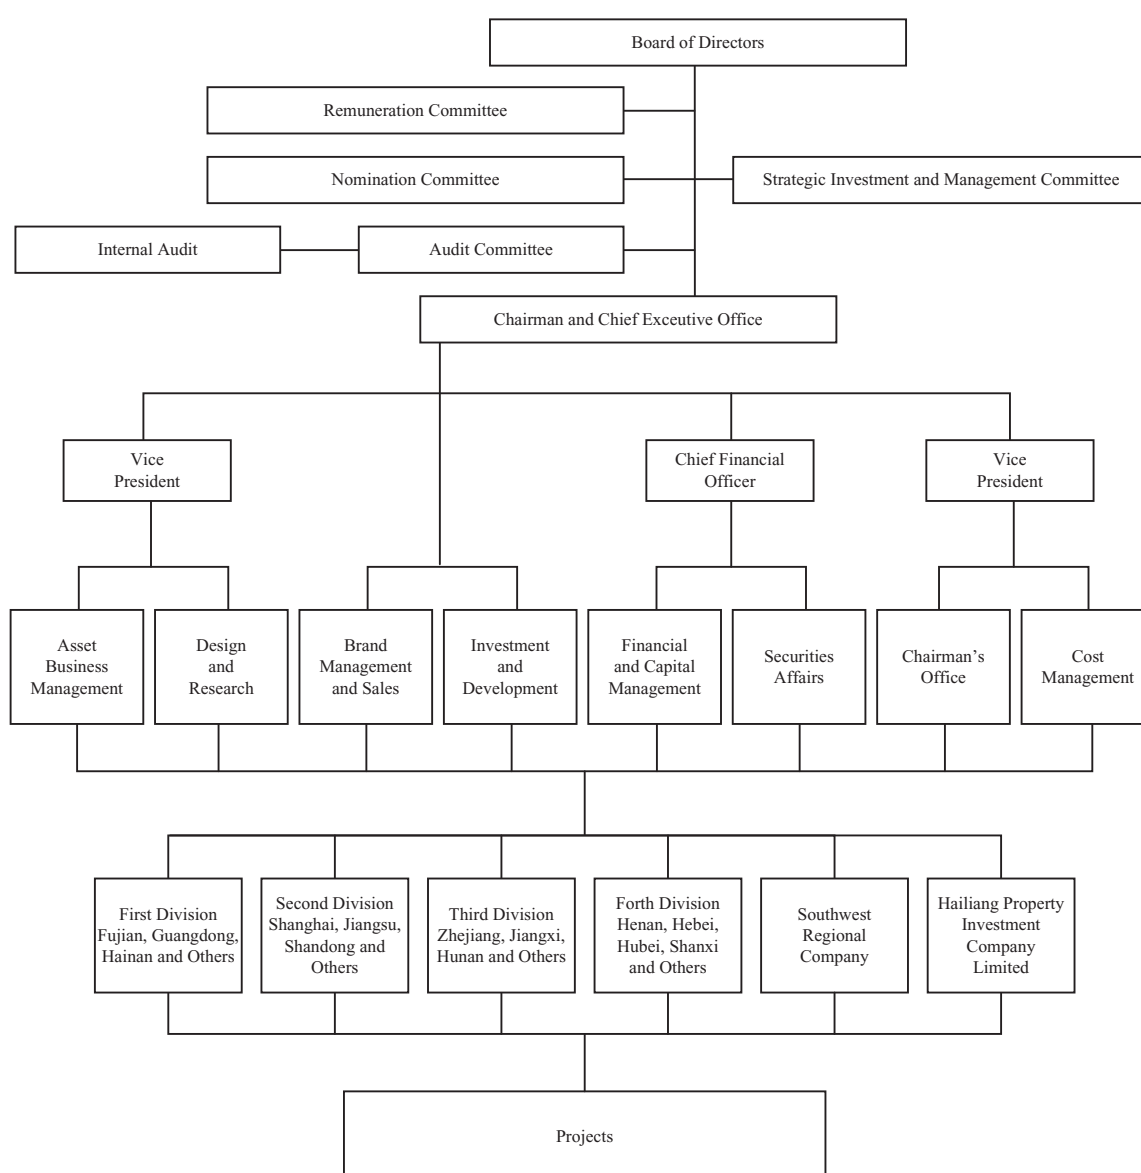 Board of Directors
Remuneration Committee
Nomination Committee
Strategic Investment and Management Committee
Internal Audit
Audit Committee
Chairman and Chief Exceutive Office
Vice
President
Chief Financial
Officer
Vice
President
Asset
Business
Management
Design
and
Research
Brand
Management
and Sales
Investment
and
Development
Financial
and Capital
Management
Securities
Affairs
Chairman’s
Office
Cost
Management
First Division
Fujian, Guangdong,
Hainan and Others
Second Division
Shanghai, Jiangsu,
Shandong and
Others
Third Division
Zhejiang, Jiangxi,
Hunan and Others
Forth Division
Henan, Hebei,
Hubei, Shanxi
and Others
Southwest
Regional
Company
Hailiang Property
Investment
Company
Limited
Projects